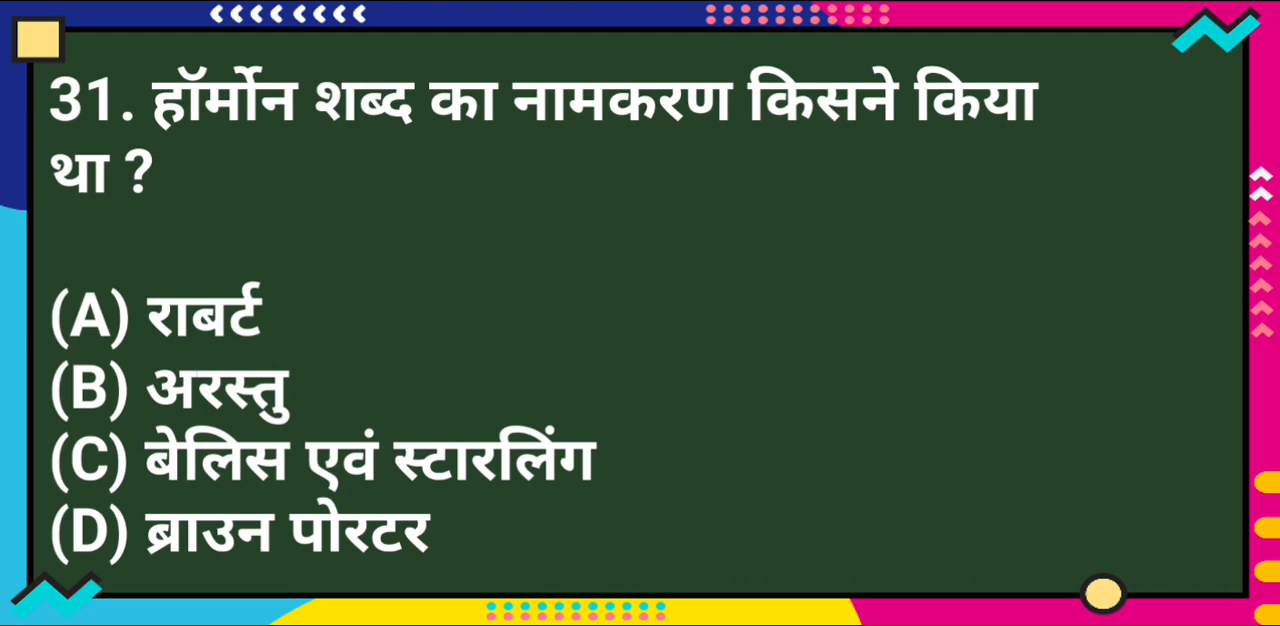 31. हॉर्मोन शब्द का नामकरण किसने किया
था ?
(A) राबर्ट
(B) अरस्तु
(C) बेलिस एवं स्टारलिंग
(D) ब्राउन पोरटर